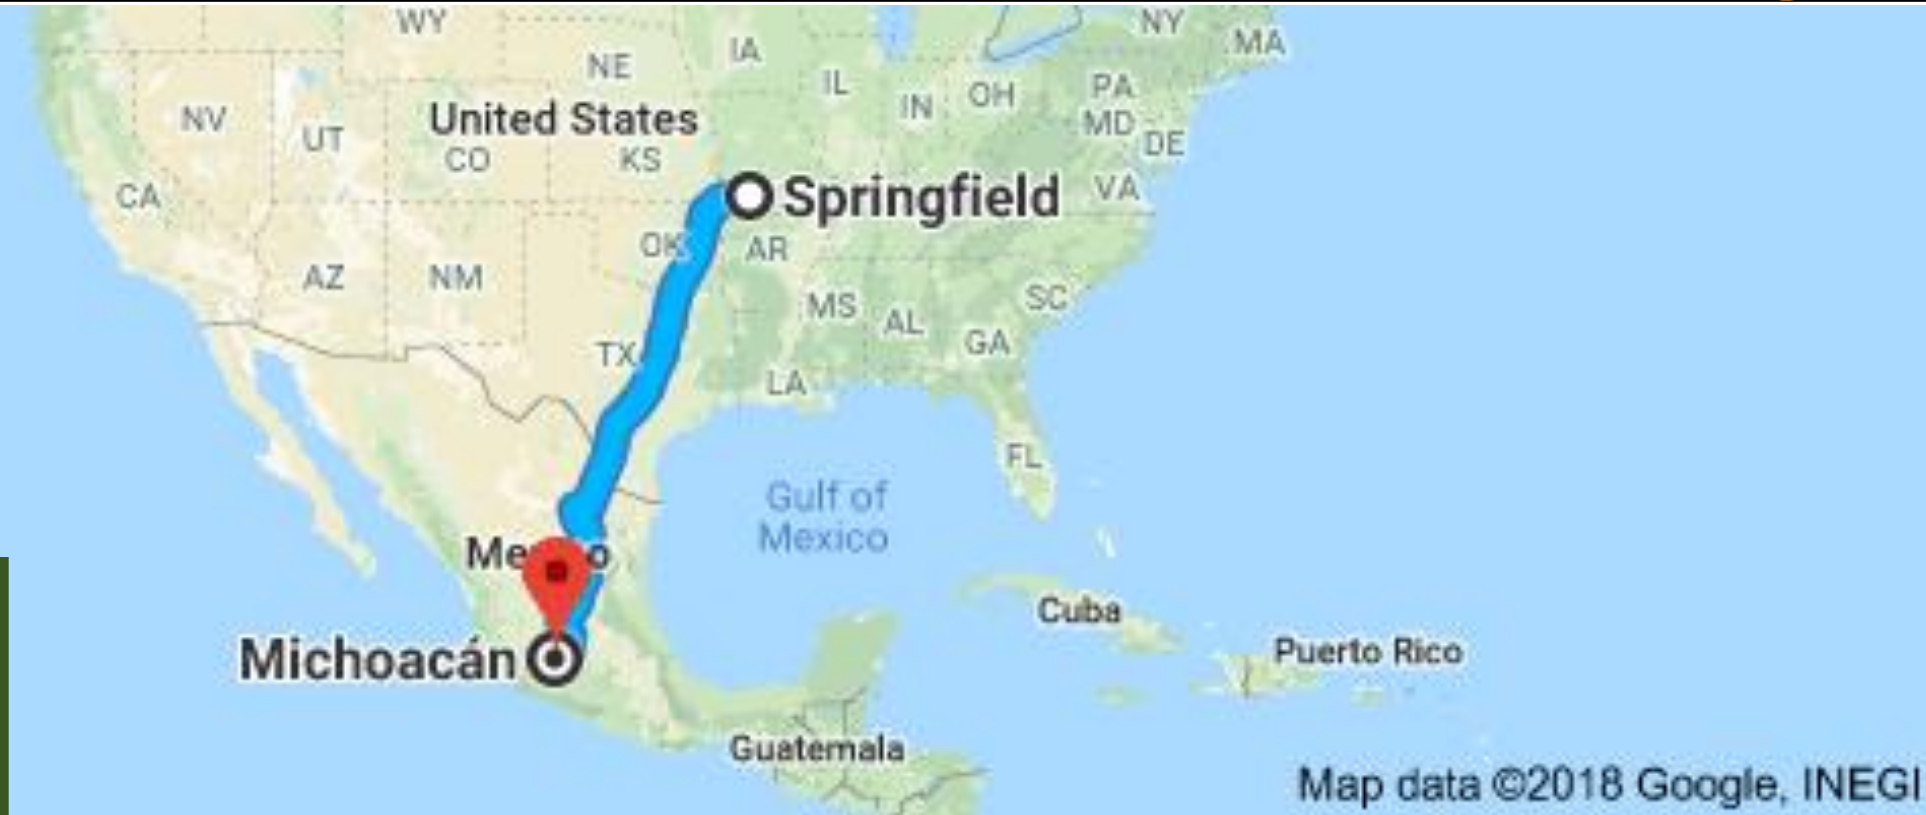 WY
NY
MA
IA
NE
IL
IN
OH
PA
NV
United States
MD
UT
CO
KS
DE
CA
Springfield
VA
OK
AR
AZ
NM
MS
SC
AL
GA
TX
LA
FL
Gulf of
Mexico
Me o
Cuba
Michoacán
Puerto Rico
Guatemala
Map data ©2018 Google, INEGI